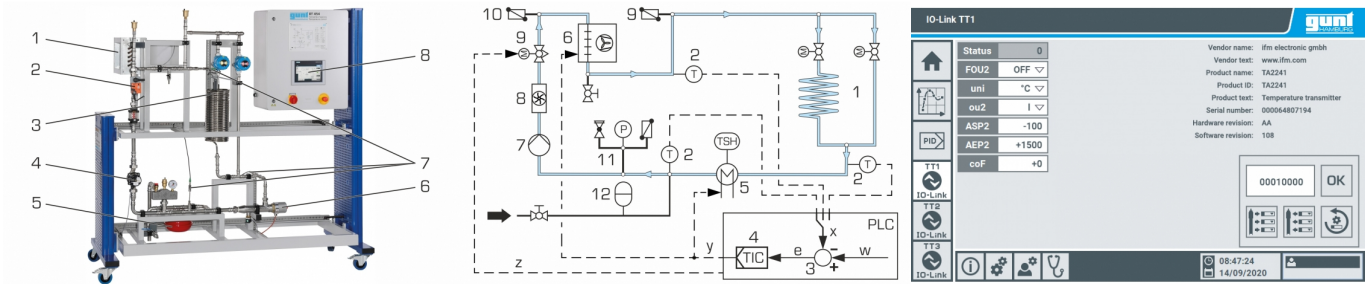 1
2
3
4
5
6
7
8
gunt
10
9
9
6
2
T
M
M
M
8
1
7
P
11
T
2
TSH
M
5
T
2
12
PLC
4
x
y
TIC
e
3
w
z
IO-Link TT1
gunt
HAMBURG
Status 0
FOU2 OFF
uni °C
ou2 I
ASP2 -100
AEP2 +1500
coF +0
Vendor name: ifm electronic gmbh
Vendor text: www.ifm.com
Product name: TA2241
Product ID: TA2241
Product text: Temperature transmitter
Serial number: 000064807194
Hardware revision: AA
Software revision: 108
PID
TT1
IO-Link
TT2
IO-Link
TT3
IO-Link
00010000 OK
08:47:24
14/09/2020